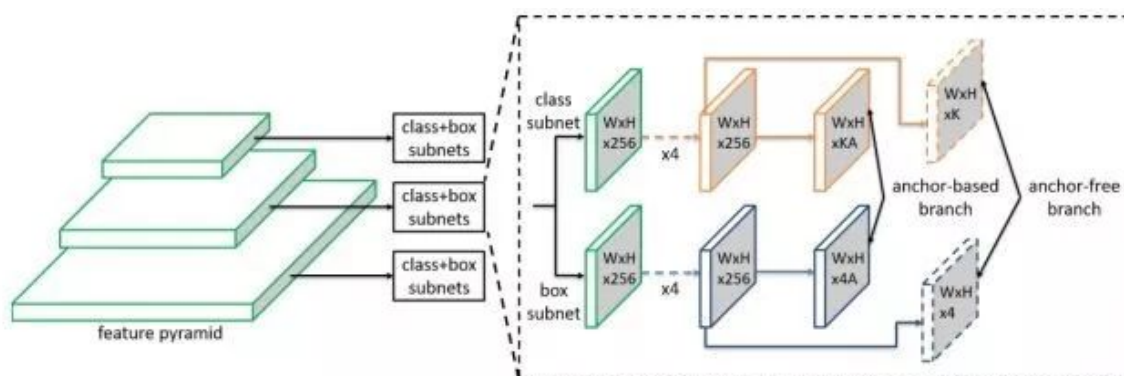 class+box
subnets
class+box
subnets
class+box
subnets
feature pyramid
class
subnet
WxH
x256
x4
WxH
x256
WxH
xKA
WxH
xK
anchor-based
branch
anchor-free
branch
box
subnet
WxH
x256
x4
WxH
x256
WxH
x4A
WxH
x4